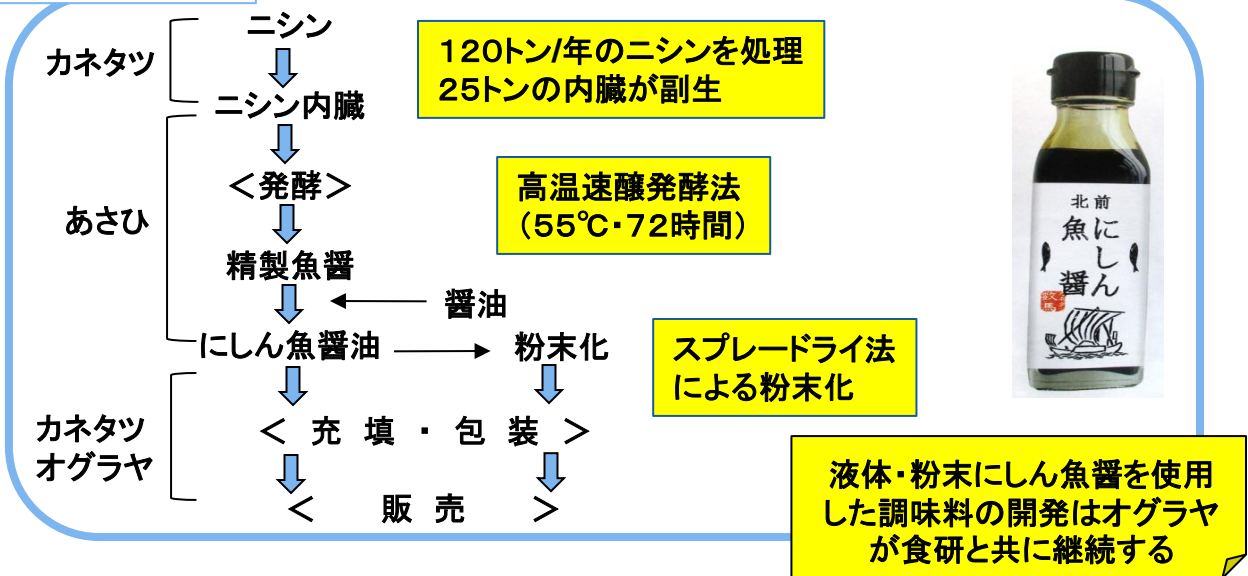 ニシン
カネタツ
120トン/年のニシンを処理
25トンの内臓が副生
ニシン内臓
<発酵>
高温速醸発酵法
(55℃・72時間)
あさひ
精製魚醤
醤油
にしん魚醤油
粉末化
スプレードライ法
による粉末化
カネタツ
オグラヤ
< 充 填 ・ 包 装 >
< 販 売 >
北前
にしん
魚醤
液体・粉末にしん魚醤を使用
した調味料の開発はオグラヤ
が食研と共に継続する